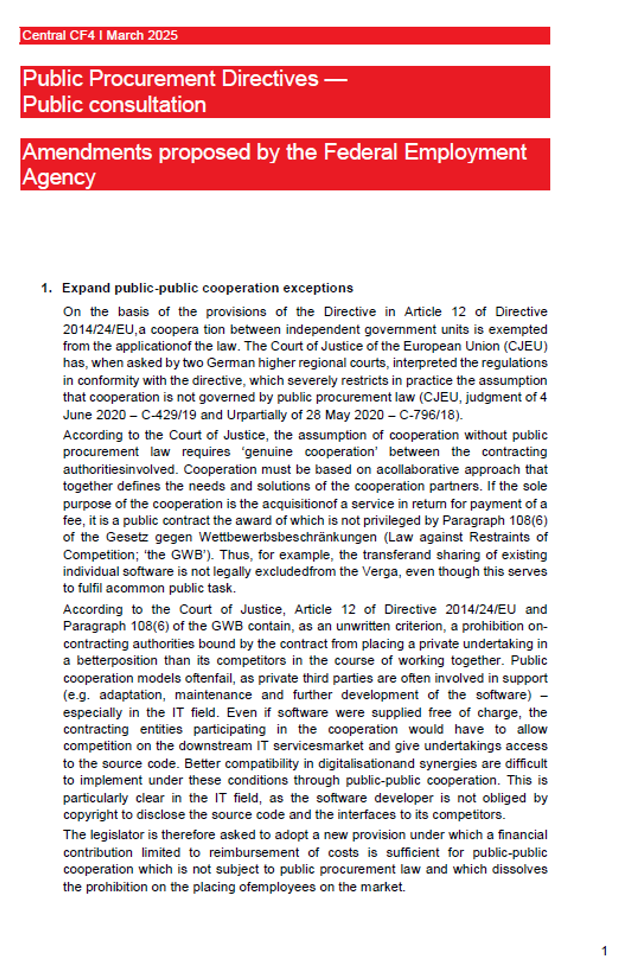 Central CF4 I March 2025
Public Procurement Directives —
Public consultation
Amendments proposed by the Federal Employment
Agency
1. Expand public-public cooperation exceptions
On the basis of the provisions of the Directive in Article 12 of Directive
2014/24/EU,a coopera tion between independent government units is exempted
from the applicationof the law. The Court of Justice of the European Union (CJEU)
has, when asked by two German higher regional courts, interpreted the regulations
in conformity with the directive, which severely restricts in practice the assumption
that cooperation is not governed by public procurement law (CJEU, judgment of 4
June 2020 – C-429/19 and Urpartially of 28 May 2020 – C-796/18).
According to the Court of Justice, the assumption of cooperation without public
procurement law requires ‘genuine cooperation’ between the contracting
authoritiesinvolved. Cooperation must be based on acollaborative approach that
together defines the needs and solutions of the cooperation partners. If the sole
purpose of the cooperation is the acquisitionof a service in return for payment of a
fee, it is a public contract the award of which is not privileged by Paragraph 108(6)
of the Gesetz gegen Wettbewerbsbeschränkungen (Law against Restraints of
Competition; ‘the GWB’). Thus, for example, the transferand sharing of existing
individual software is not legally excludedfrom the Verga, even though this serves
to fulfil acommon public task.
According to the Court of Justice, Article 12 of Directive 2014/24/EU and
Paragraph 108(6) of the GWB contain, as an unwritten criterion, a prohibition on-
contracting authorities bound by the contract from placing a private undertaking in
a betterposition than its competitors in the course of working together. Public
cooperation models oftenfail, as private third parties are often involved in support
(e.g. adaptation, maintenance and further development of the software) –
especially in the IT field. Even if software were supplied free of charge, the
contracting entities participating in the cooperation would have to allow
competition on the downstream IT servicesmarket and give undertakings access
to the source code. Better compatibility in digitalisationand synergies are difficult
to implement under these conditions through public-public cooperation. This is
particularly clear in the IT field, as the software developer is not obliged by
copyright to disclose the source code and the interfaces to its competitors.
The legislator is therefore asked to adopt a new provision under which a financial
contribution limited to reimbursement of costs is sufficient for public-public
cooperation which is not subject to public procurement law and which dissolves
the prohibition on the placing ofemployees on the market.
1